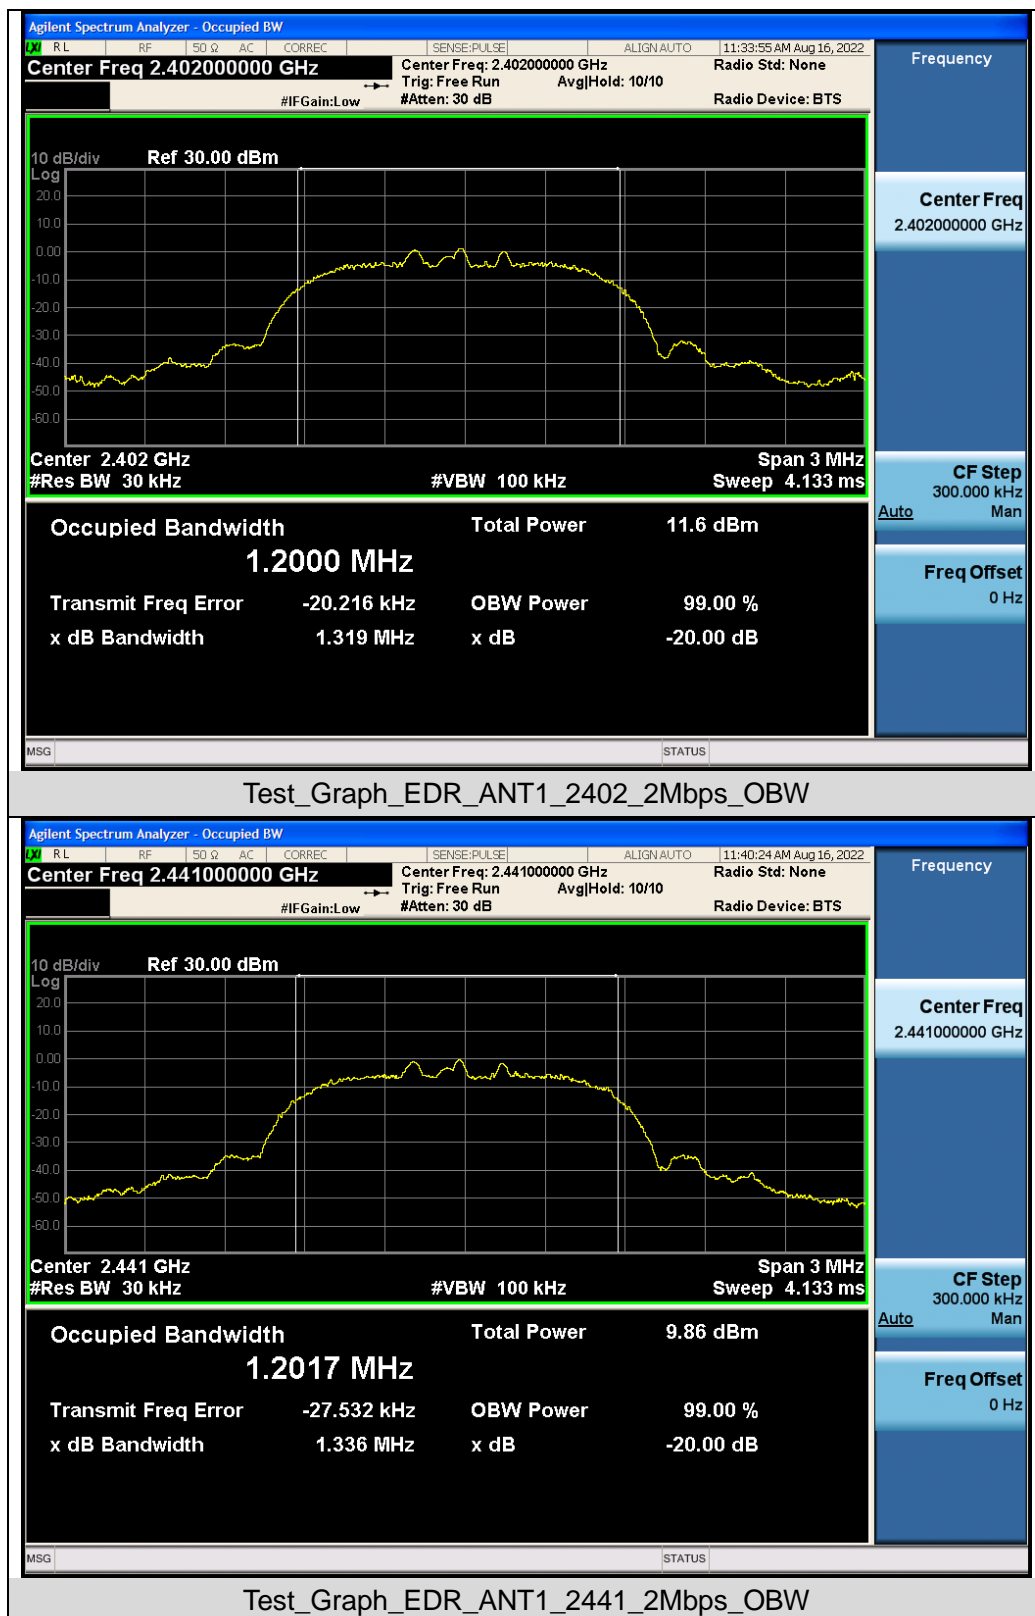 Agilent Spectrum Analyzer - Occupied BW
LXI RL RF 50 Ω AC CORREC SENSE:PULSE ALIGN AUTO 11:33:55 AM Aug 16, 2022
Center Freq 2.402000000 GHz Center Freq: 2.402000000 GHz Radio Std: None Frequency
Trig: Free Run Avg|Hold: 10/10
#IFGain:Low #Atten: 30 dB Radio Device: BTS
10 dB/div Ref 30.00 dBm
Log
20.0
10.0
0.00
-10.0
-20.0
-30.0
-40.0
-50.0
-60.0
Center Freq
2.402000000 GHz
Center 2.402 GHz Span 3 MHz
#Res BW 30 kHz #VBW 100 kHz Sweep 4.133 ms
CF Step
300.000 kHz
Auto Man
Occupied Bandwidth Total Power 11.6 dBm
1.2000 MHz
Freq Offset
0 Hz
Transmit Freq Error -20.216 kHz OBW Power 99.00 %
x dB Bandwidth 1.319 MHz x dB -20.00 dB
MSG STATUS
Test_Graph_EDR_ANT1_2402_2Mbps_OBW
Agilent Spectrum Analyzer - Occupied BW
LXI RL RF 50 Ω AC CORREC SENSE:PULSE ALIGN AUTO 11:40:24 AM Aug 16, 2022
Center Freq 2.441000000 GHz Center Freq: 2.441000000 GHz Radio Std: None Frequency
Trig: Free Run Avg|Hold: 10/10
#IFGain:Low #Atten: 30 dB Radio Device: BTS
10 dB/div Ref 30.00 dBm
Log
20.0
10.0
0.00
-10.0
-20.0
-30.0
-40.0
-50.0
-60.0
Center Freq
2.441000000 GHz
Center 2.441 GHz Span 3 MHz
#Res BW 30 kHz #VBW 100 kHz Sweep 4.133 ms
CF Step
300.000 kHz
Auto Man
Occupied Bandwidth Total Power 9.86 dBm
1.2017 MHz
Freq Offset
0 Hz
Transmit Freq Error -27.532 kHz OBW Power 99.00 %
x dB Bandwidth 1.336 MHz x dB -20.00 dB
MSG STATUS
Test_Graph_EDR_ANT1_2441_2Mbps_OBW